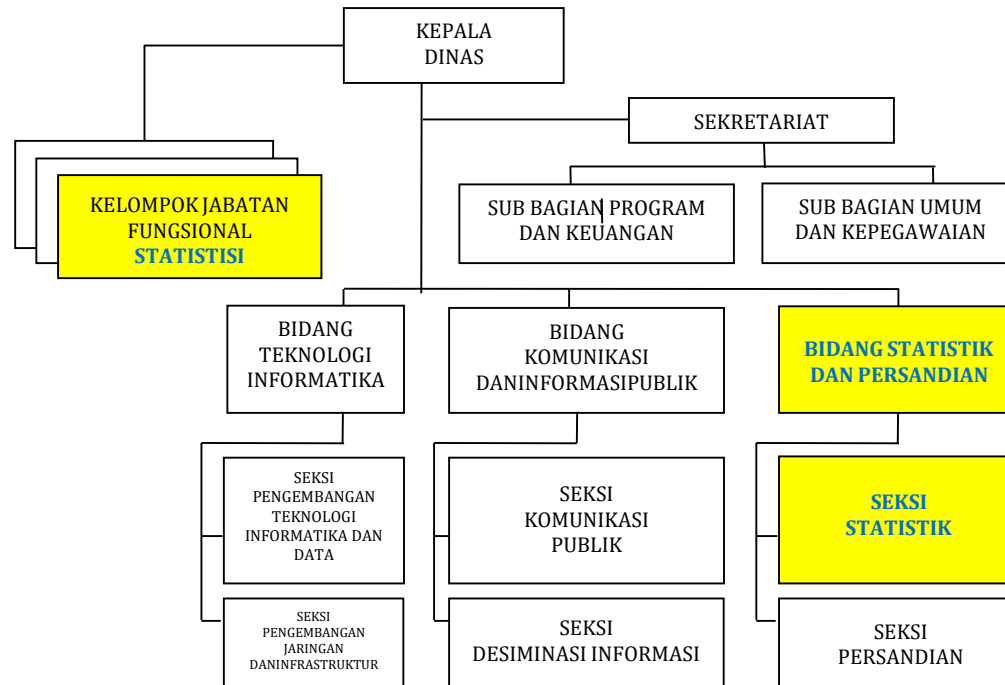 KEPALA
DINAS
SEKRETARIAT
KELOMPOK JABATAN
FUNGSIONAL
STATISTISI
SUB BAGIAN PROGRAM
DAN KEUANGAN
SUB BAGIAN UMUM
DAN KEPEGAWAIAN
BIDANG
TEKNOLOGI
INFORMATIKA
BIDANG
KOMUNIKASI
DANINFORMASIPUBLIK
BIDANG STATISTIK
DAN PERSANDIAN
SEKSI
PENGEMBANGAN
TEKNOLOGI
INFORMATIKA DAN
DATA
SEKSI
KOMUNIKASI
PUBLIK
SEKSI
STATISTIK
SEKSI
PENGEMBANGAN
JARINGAN
DANINFRASTRUKTUR
SEKSI
DESIMINASI INFORMASI
SEKSI
PERSANDIAN